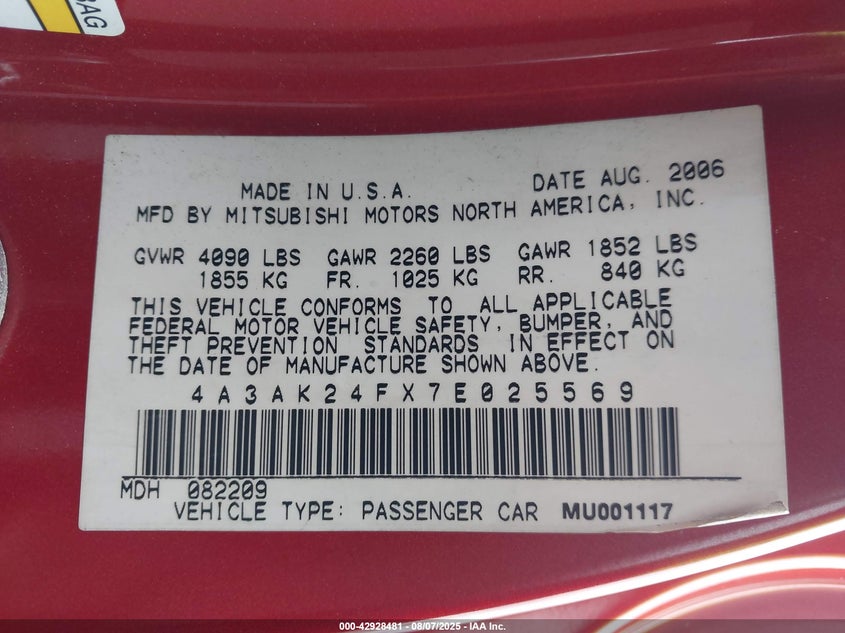 BAG
MADE IN U.S.A. DATE AUG. 2006
MFD BY MITSUBISHI MOTORS NORTH AMERICA, INC.
GVWR 4090 LBS GAWR 2260 LBS GAWR 1852 LBS
1855 KG FR. 1025 KG RR. 840 KG
THIS VEHICLE CONFORMS TO ALL APPLICABLE
FEDERAL MOTOR VEHICLE SAFETY, BUMPER, AND
THEFT PREVENTION STANDARDS IN EFFECT ON
THE DATE OF MANUFACTURE SHOWN ABOVE.
4A3AK24FX7E025569
MDH 082209
VEHICLE TYPE: PASSENGER CAR MU001117
000-42928481 - 08/07/2025 - IAA Inc.